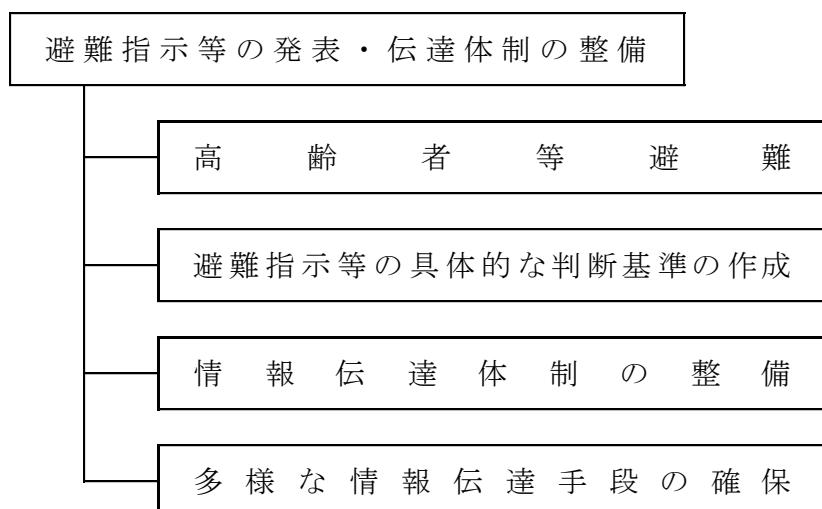 避難指示等の発表・伝達体制の整備
高齢者等避難
避難指示等の具体的な判断基準の作成
情報伝達体制の整備
多様な情報伝達手段の確保